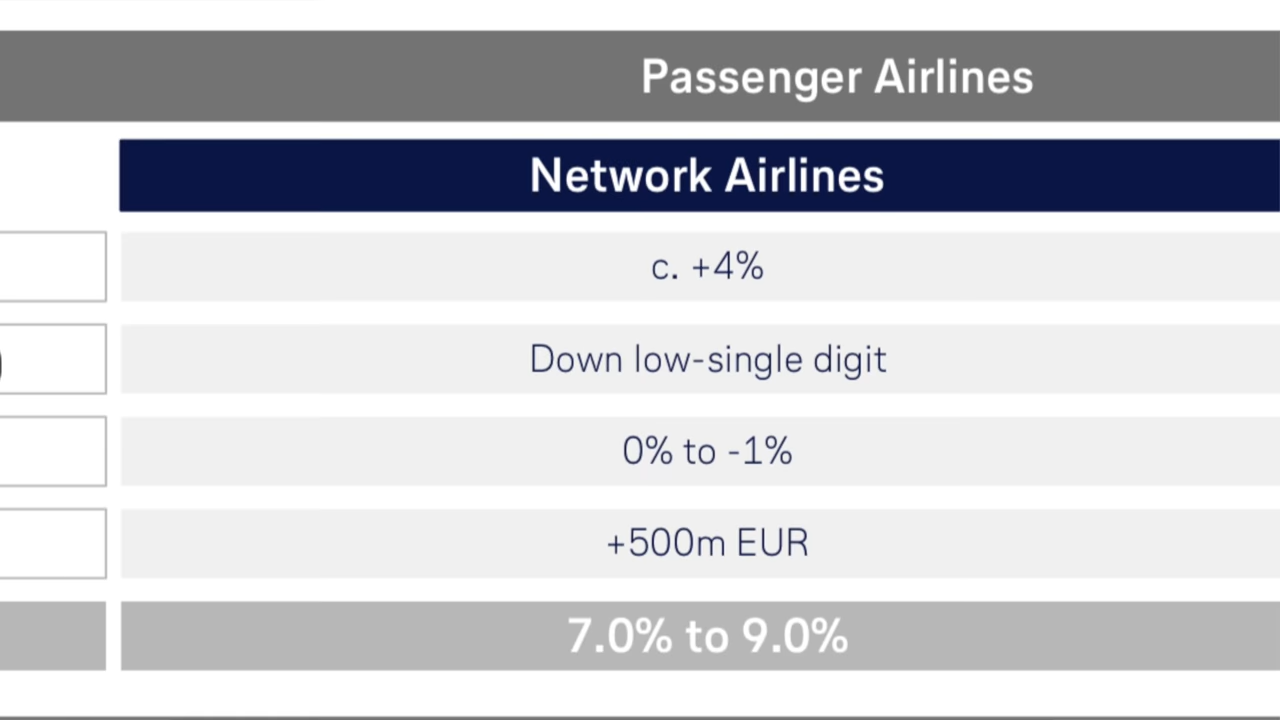 Passenger Airlines
Network Airlines
c. +4%
)
Down low-single digit
0% to -1%
+500m EUR
7.0% to 9.0%